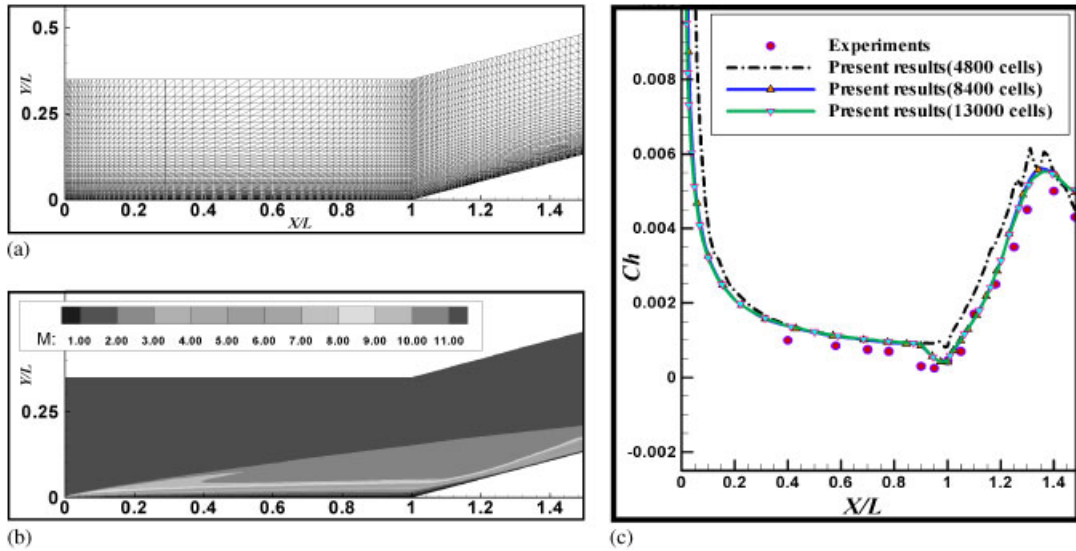 0.5
Y/L
0.25
0
0 0.2 0.4 0.6 0.8 1 1.2 1.4
X/L
(a)
M: 1.00 2.00 3.00 4.00 5.00 6.00 7.00 8.00 9.00 10.00 11.00
Y/L
0.25
0
0 0.2 0.4 0.6 0.8 1 1.2 1.4
(b)
Experiments
Present results(4800 cells)
Present results(8400 cells)
Present results(13000 cells)
0.008
0.006
0.004
Ch
0.002
0
-0.002
0 0.2 0.4 0.6 0.8 1 1.2 1.4
X/L
(c)